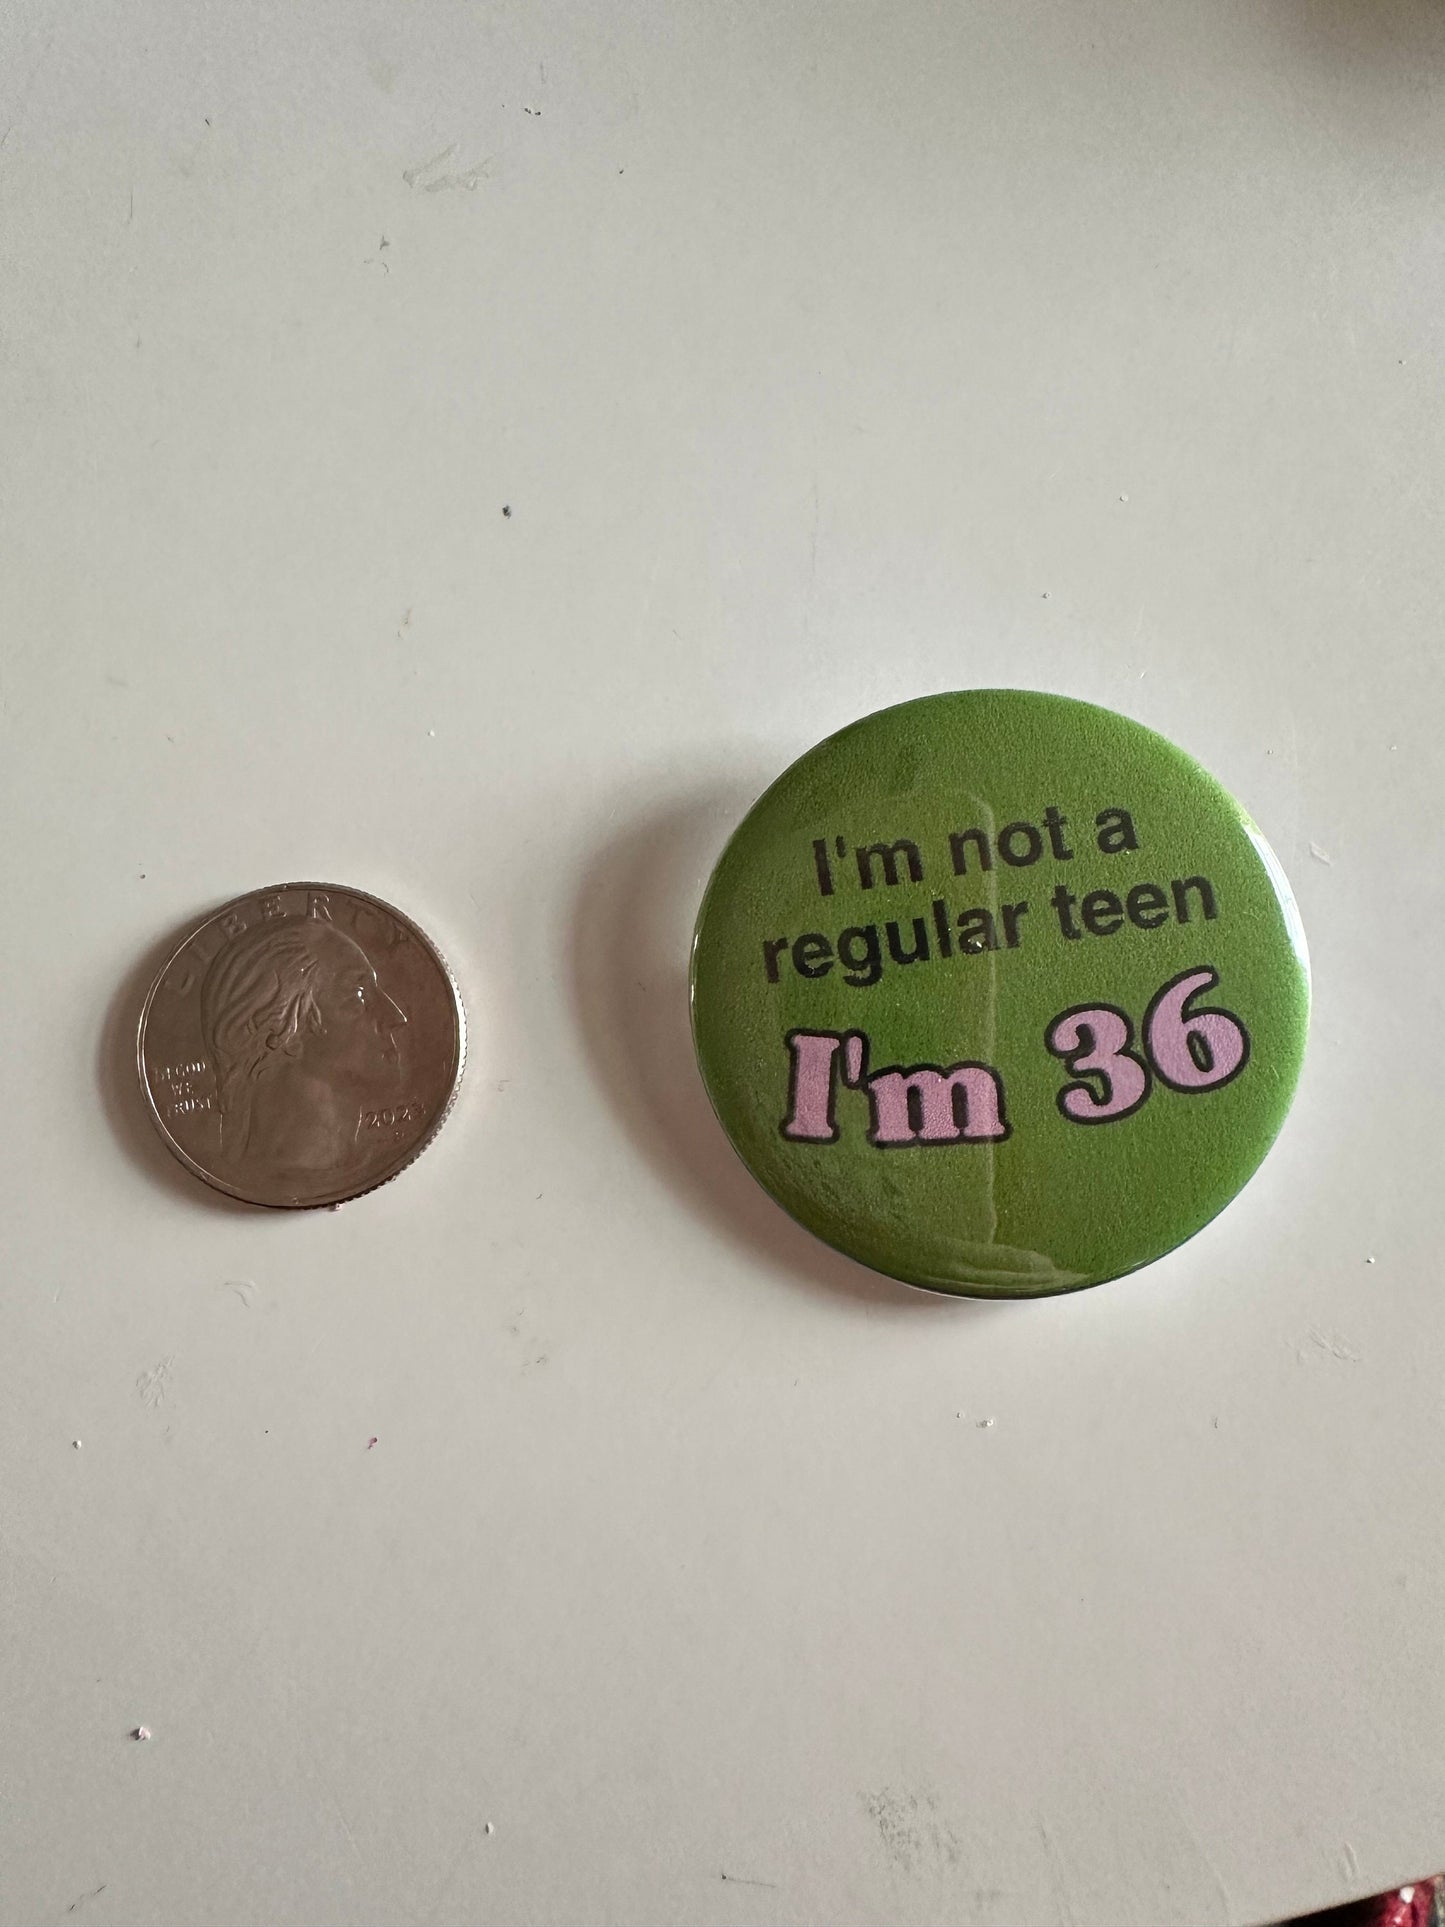 LIBERTY
IN GOD
WE
TRUST
2023
I'm not a
regular teen
I'm 36